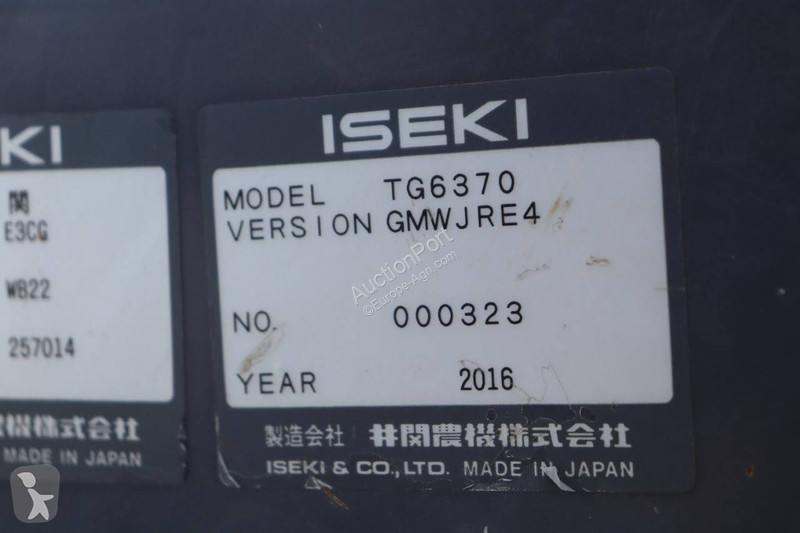 KI
関
E3CG
WB22
257014
機株式会社
MADE IN JAPAN
ISEKI
MODEL TG6370
VERSION GMWJRE4
NO. 000323
YEAR 2016
製造会社 井関農機株式会社
ISEKI & CO., LTD. MADE IN JAPAN
AuctionPort
©Europe-Agri.com